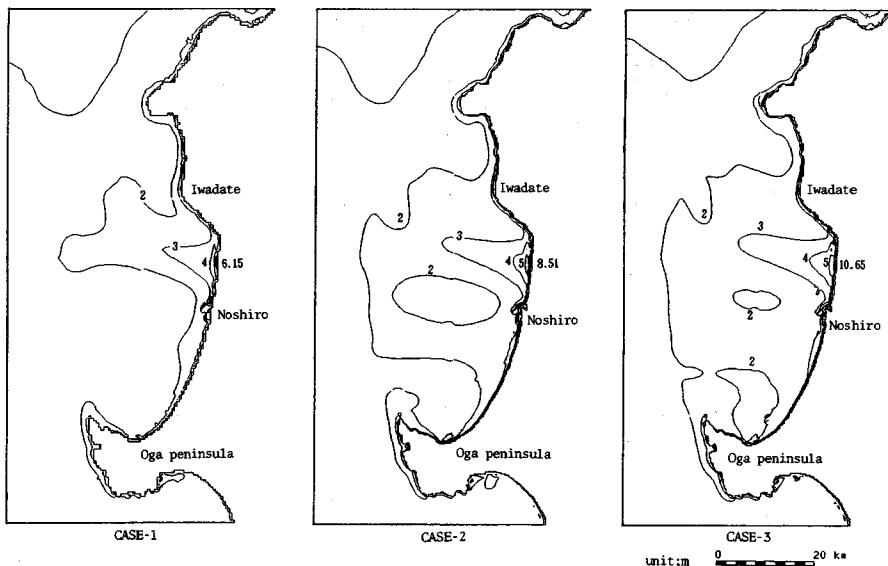 2
Iwadate
3
4
6.15
Noshiro
Oga peninsula
CASE-1
2
Iwadate
3
4
5
8.51
2
Noshiro
Oga peninsula
CASE-2
2
Iwadate
3
4
5
10.65
2
2
Noshiro
2
Oga peninsula
CASE-3
unit:m
0
20 km